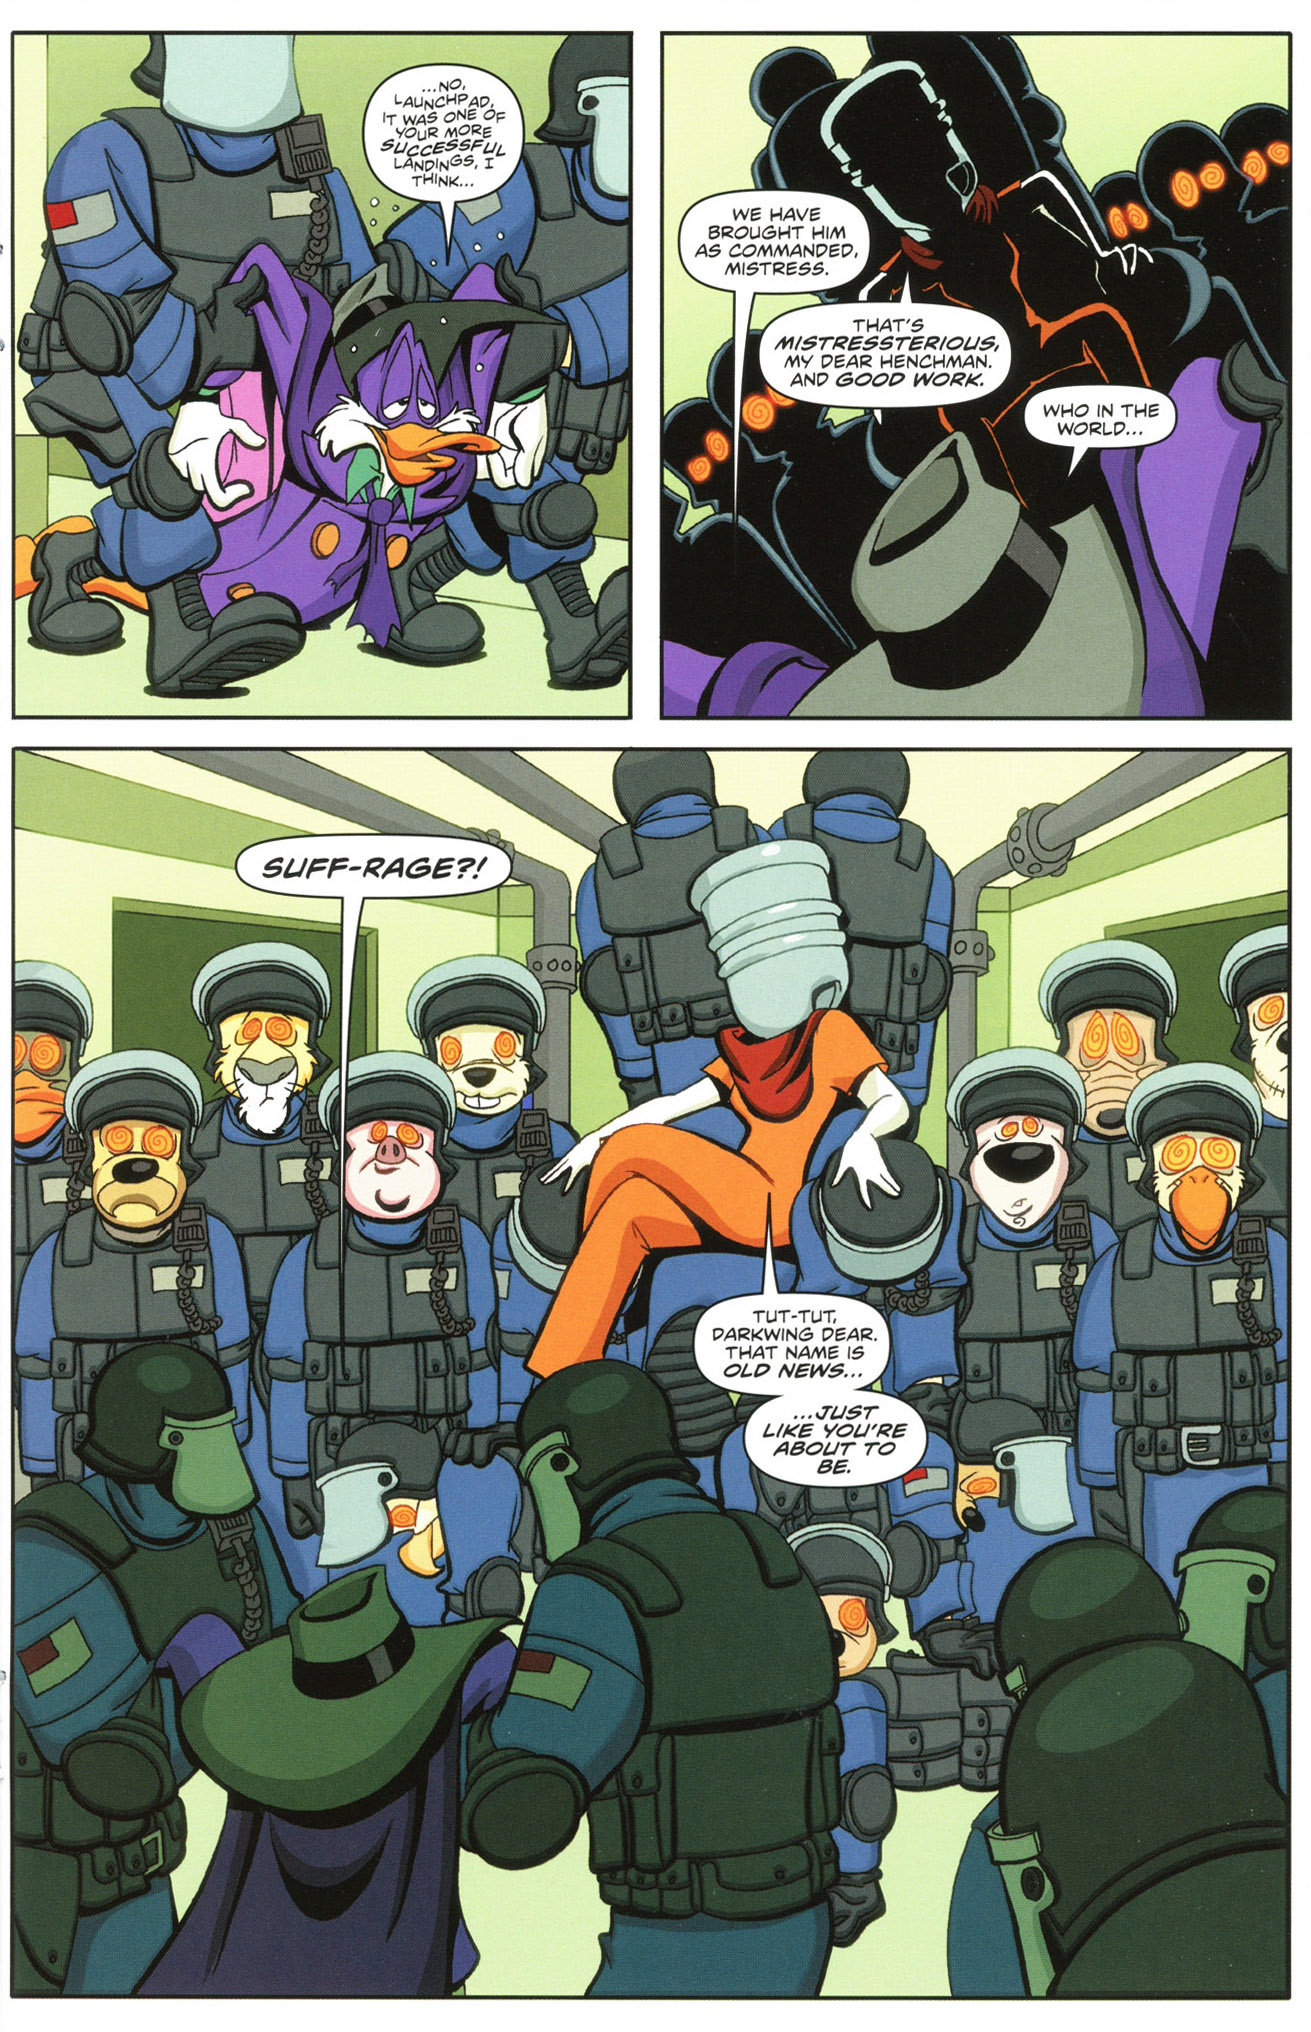 ...NO,
LAUNCHPAD,
IT WAS ONE OF
YOUR MORE
SUCCESSFUL
LANDINGS, I
THINK...
WE HAVE
BROUGHT HIM
AS COMMANDED,
MISTRESS.
THAT'S
MISTRESSTERIOUS,
MY DEAR HENCHMAN.
AND GOOD WORK.
WHO IN THE
WORLD...
SUFF-RAGE?!
TUT-TUT,
DARKWING DEAR.
THAT NAME IS
OLD NEWS...
...JUST
LIKE YOU'RE
ABOUT TO
BE.